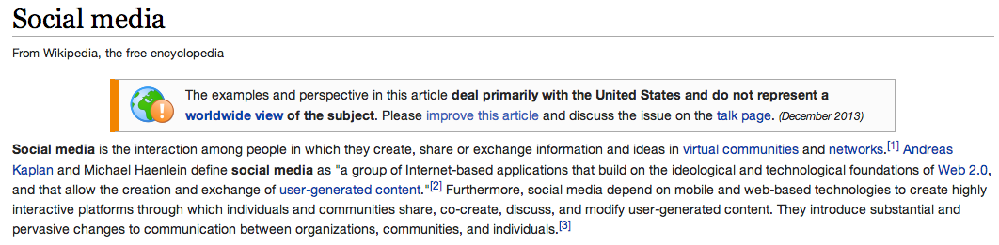 Social media
From Wikipedia, the free encyclopedia
The examples and perspective in this article deal primarily with the United States and do not represent a
worldwide view of the subject. Please improve this article and discuss the issue on the talk page. (December 2013)
Social media is the interaction among people in which they create, share or exchange information and ideas in virtual communities and networks.[1] Andreas
Kaplan and Michael Haenlein define social media as "a group of Internet-based applications that build on the ideological and technological foundations of Web 2.0,
and that allow the creation and exchange of user-generated content."[2] Furthermore, social media depend on mobile and web-based technologies to create highly
interactive platforms through which individuals and communities share, co-create, discuss, and modify user-generated content. They introduce substantial and
pervasive changes to communication between organizations, communities, and individuals.[3]